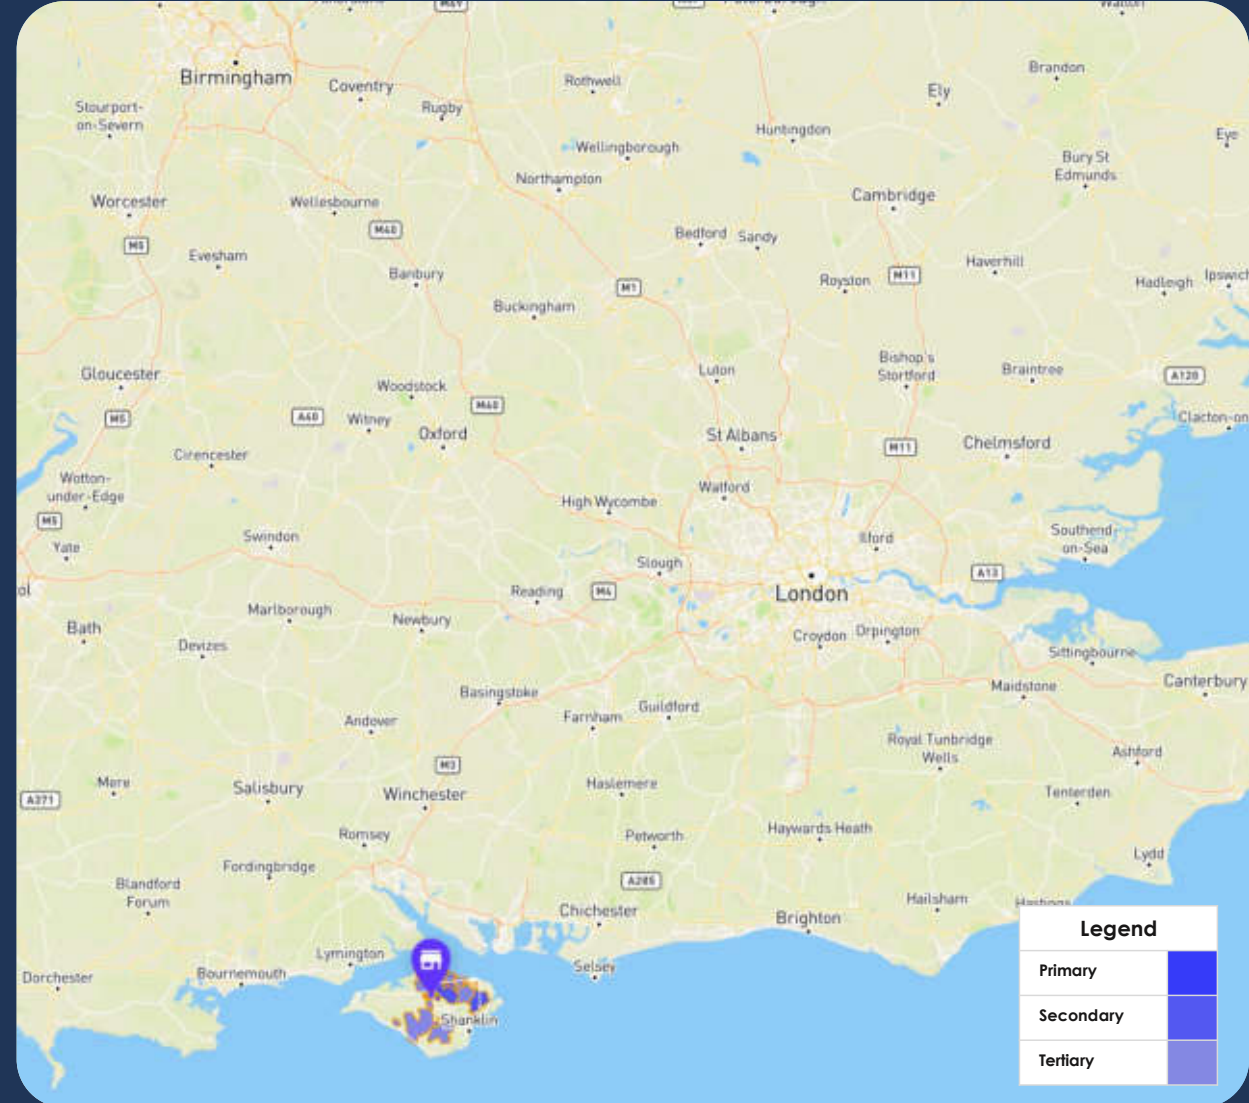 M69
Birmingham
Coventry
Rugby
Rothwell
Ely
Brandon
Stourport-
on-Severn
Huntingdon
Eye
Wellingborough
Bury St
Edmunds
Northampton
Worcester
Wellesbourne
Cambridge
M40
Bedford
Sandy
M5
Evesham
Banbury
Haverhill
M11
Royston
Hadleigh
Ipswich
M1
Buckingham
Gloucester
Woodstock
Luton
Bishop's
Stortford
Braintree
A120
M5
A40
Witney
M40
Oxford
St Albans
M11
Chelmsford
Clacton-on
Cirencester
Wotton-
under-Edge
High Wycombe
Watford
M5
Yate
Swindon
Ilford
Southend-
on-Sea
Slough
A13
ol
Reading
M4
London
Marlborough
Newbury
Bath
Devizes
Croydon
Orpington
Sittingbourne
Basingstoke
Maidstone
Canterbury
Andover
Farnham
Guildford
Royal Tunbridge
Wells
Ashford
M3
Mere
Salisbury
Winchester
Haslemere
Tenterden
A371
Romsey
Petworth
Haywards Heath
Lydd
Fordingbridge
A286
Blandford
Forum
Chichester
Brighton
Hailsham
Hastings
Lymington
Selsey
Dorchester
Bournemouth
Shanklin
Legend
Primary
Secondary
Tertiary